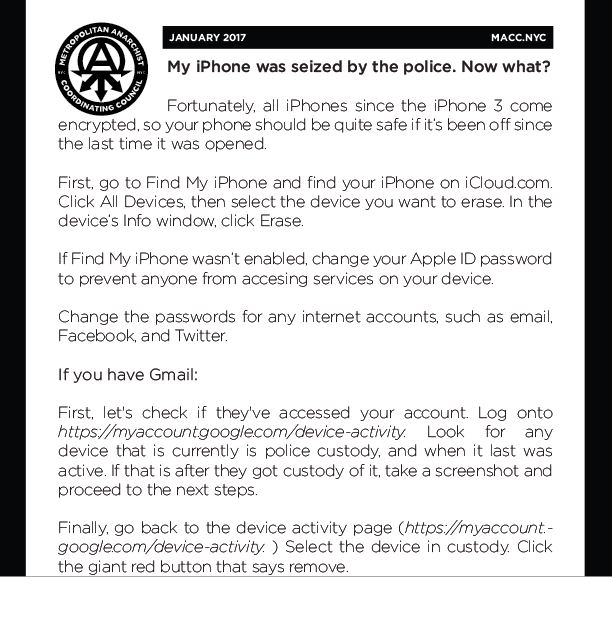 METROPOLITAN ANARCHIST
NYC NYC
COORDINATING COUNCIL
JANUARY 2017 MACC.NYC
My iPhone was seized by the police. Now what?
Fortunately, all iPhones since the iPhone 3 come
encrypted, so your phone should be quite safe if it's been off since
the last time it was opened.
First, go to Find My iPhone and find your iPhone on iCloud.com.
Click All Devices, then select the device you want to erase. In the
device's Info window, click Erase.
If Find My iPhone wasn't enabled, change your Apple ID password
to prevent anyone from accesing services on your device.
Change the passwords for any internet accounts, such as email,
Facebook, and Twitter.
If you have Gmail:
First, let's check if they've accessed your account. Log onto
https://myaccount.google.com/device-activity. Look for any
device that is currently is police custody, and when it last was
active. If that is after they got custody of it, take a screenshot and
proceed to the next steps.
Finally, go back to the device activity page (https://myaccount.-
google.com/device-activity. ) Select the device in custody. Click
the giant red button that says remove.